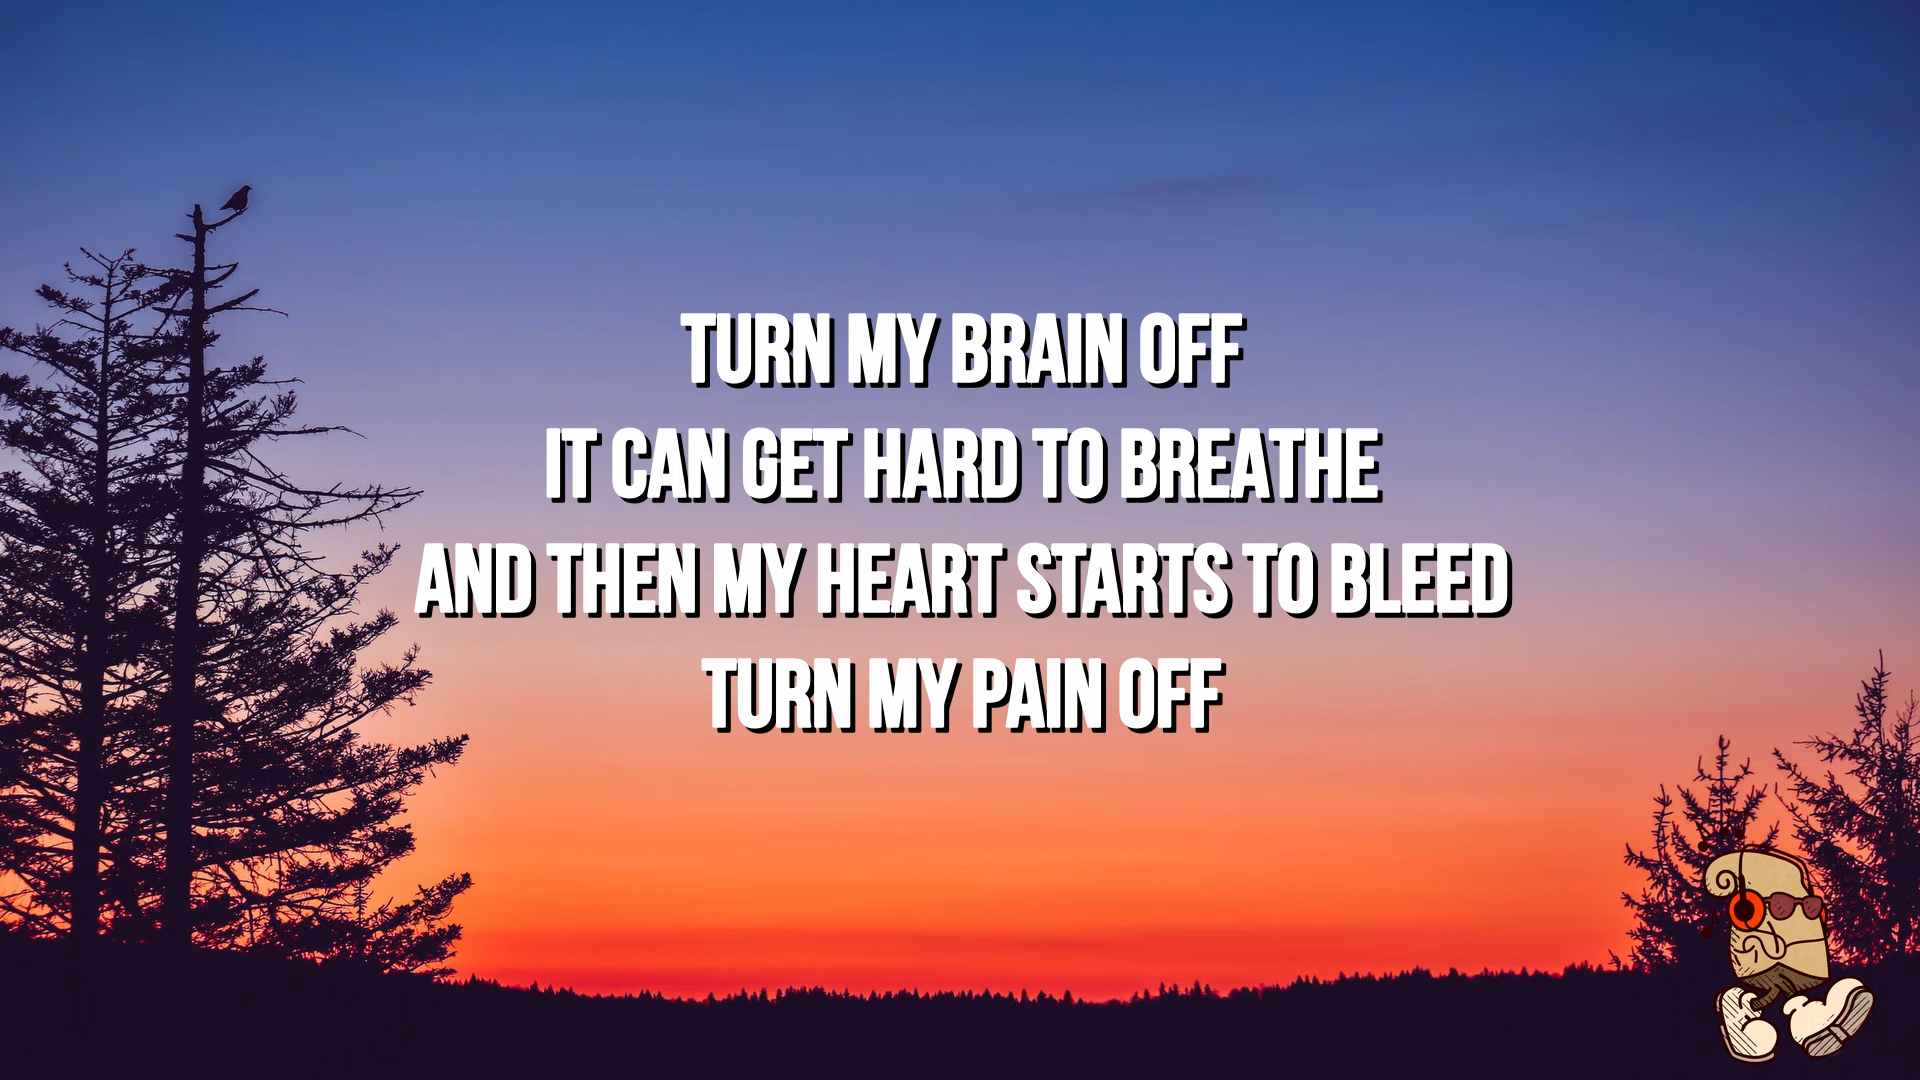 TURN MY BRAIN OFF
IT CAN GET HARD TO BREATHE
AND THEN MY HEART STARTS TO BLEED
TURN MY PAIN OFF